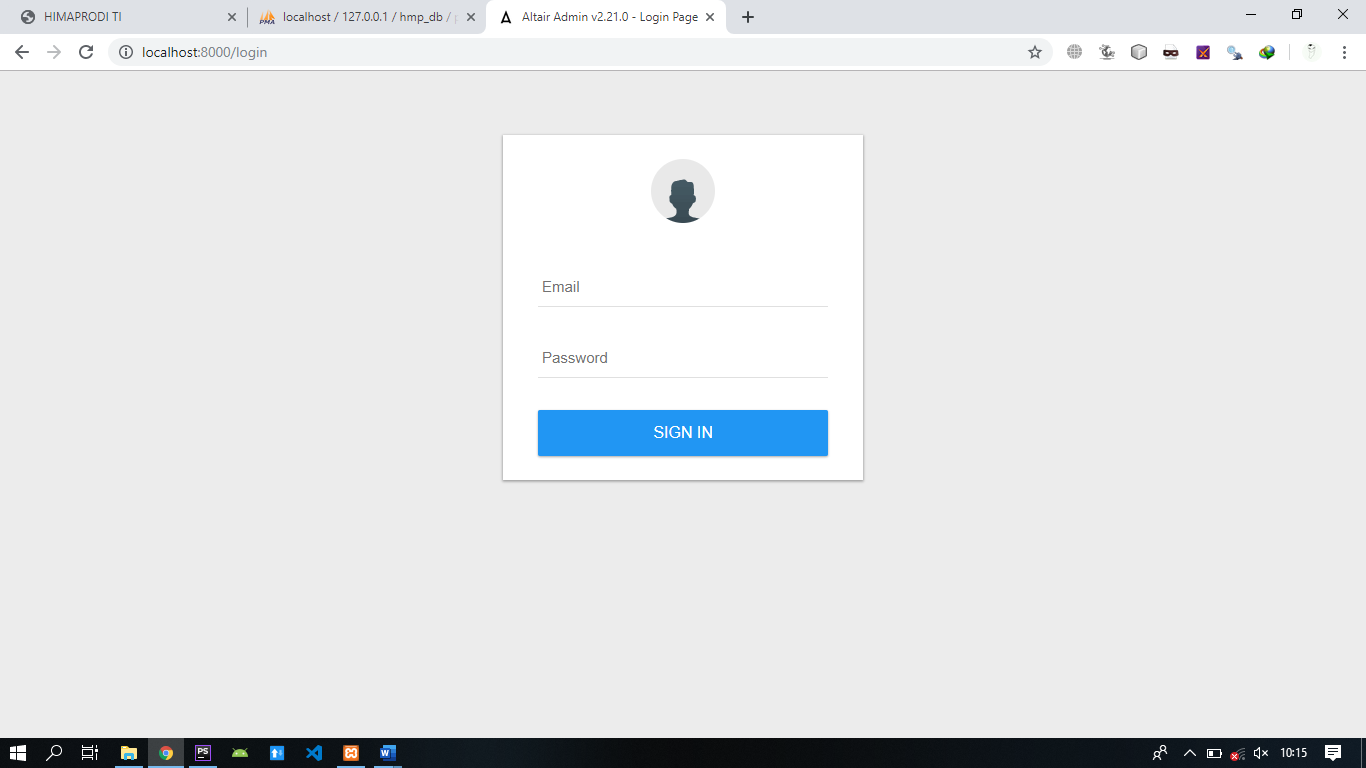 HIMAPRODI TI
localhost / 127.0.0.1 / hmp_db /
Altair Admin v2.21.0 - Login Page
localhost:8000/login
Email
Password
SIGN IN
PS
W
10:15